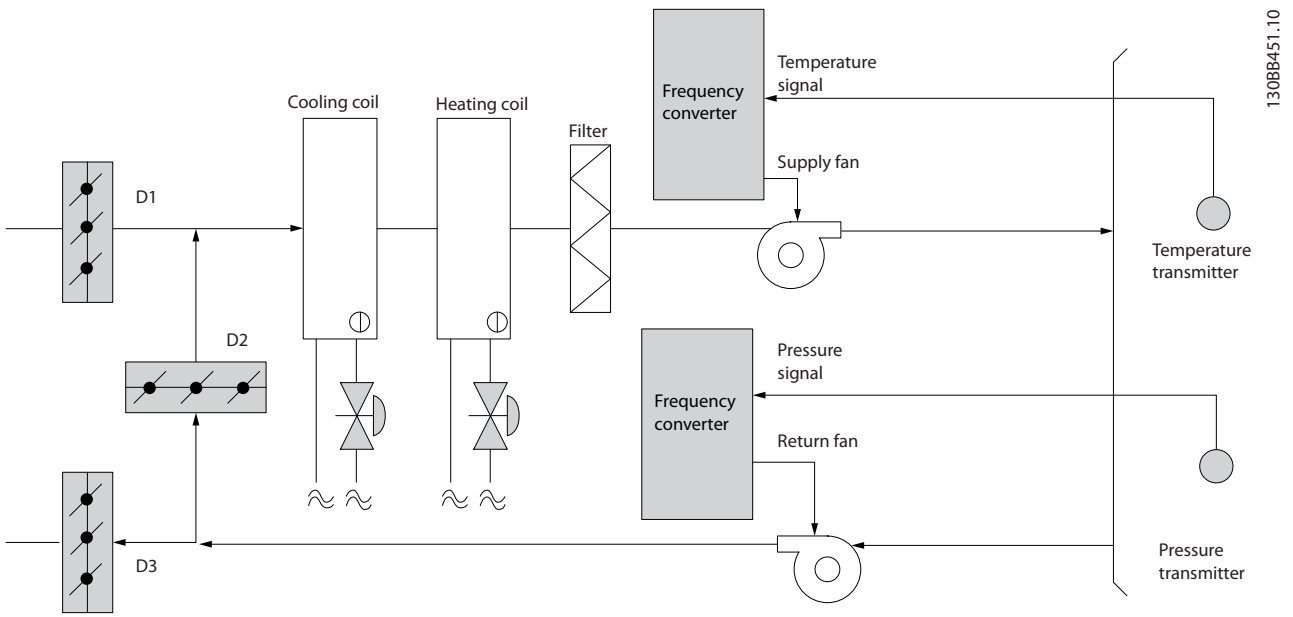 130BB451.10
Temperature
signal
Frequency
converter
Cooling coil
Heating coil
Filter
Supply fan
D1
Temperature
transmitter
D2
Pressure
signal
Frequency
converter
Return fan
D3
Pressure
transmitter